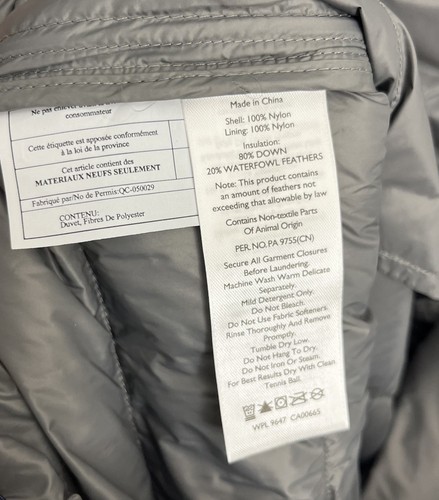 Ne pas enlever
consommateur
Cette étiquette est apposée conformément
à la loi de la province
Cet article contient des
MATERIAUX NEUFS SEULEMENT
Fabriqué par/No de Permis:QC-050029
CONTENU:
Duvet, Fibres De Polyester
Made in China
Shell: 100% Nylon
Lining: 100% Nylon
Insulation:
80% DOWN
20% WATERFOWL FEATHERS
Note: This product contains
an amount of feathers not
exceeding that allowable by law
Contains Non-textile Parts
Of Animal Origin
PER.NO.PA 9755(CN)
Secure All Garment Closures
Before Laundering.
Machine Wash Warm Delicate
Separately.
Mild Detergent Only.
Do Not Bleach.
Do Not Use Fabric Softeners.
Rinse Thoroughly And Remove
Promptly.
Tumble Dry Low.
Do Not Hang To Dry.
Do Not Iron Or Steam.
For Best Results Dry With Clean
Tennis Ball.
WPL 9647 CA00665